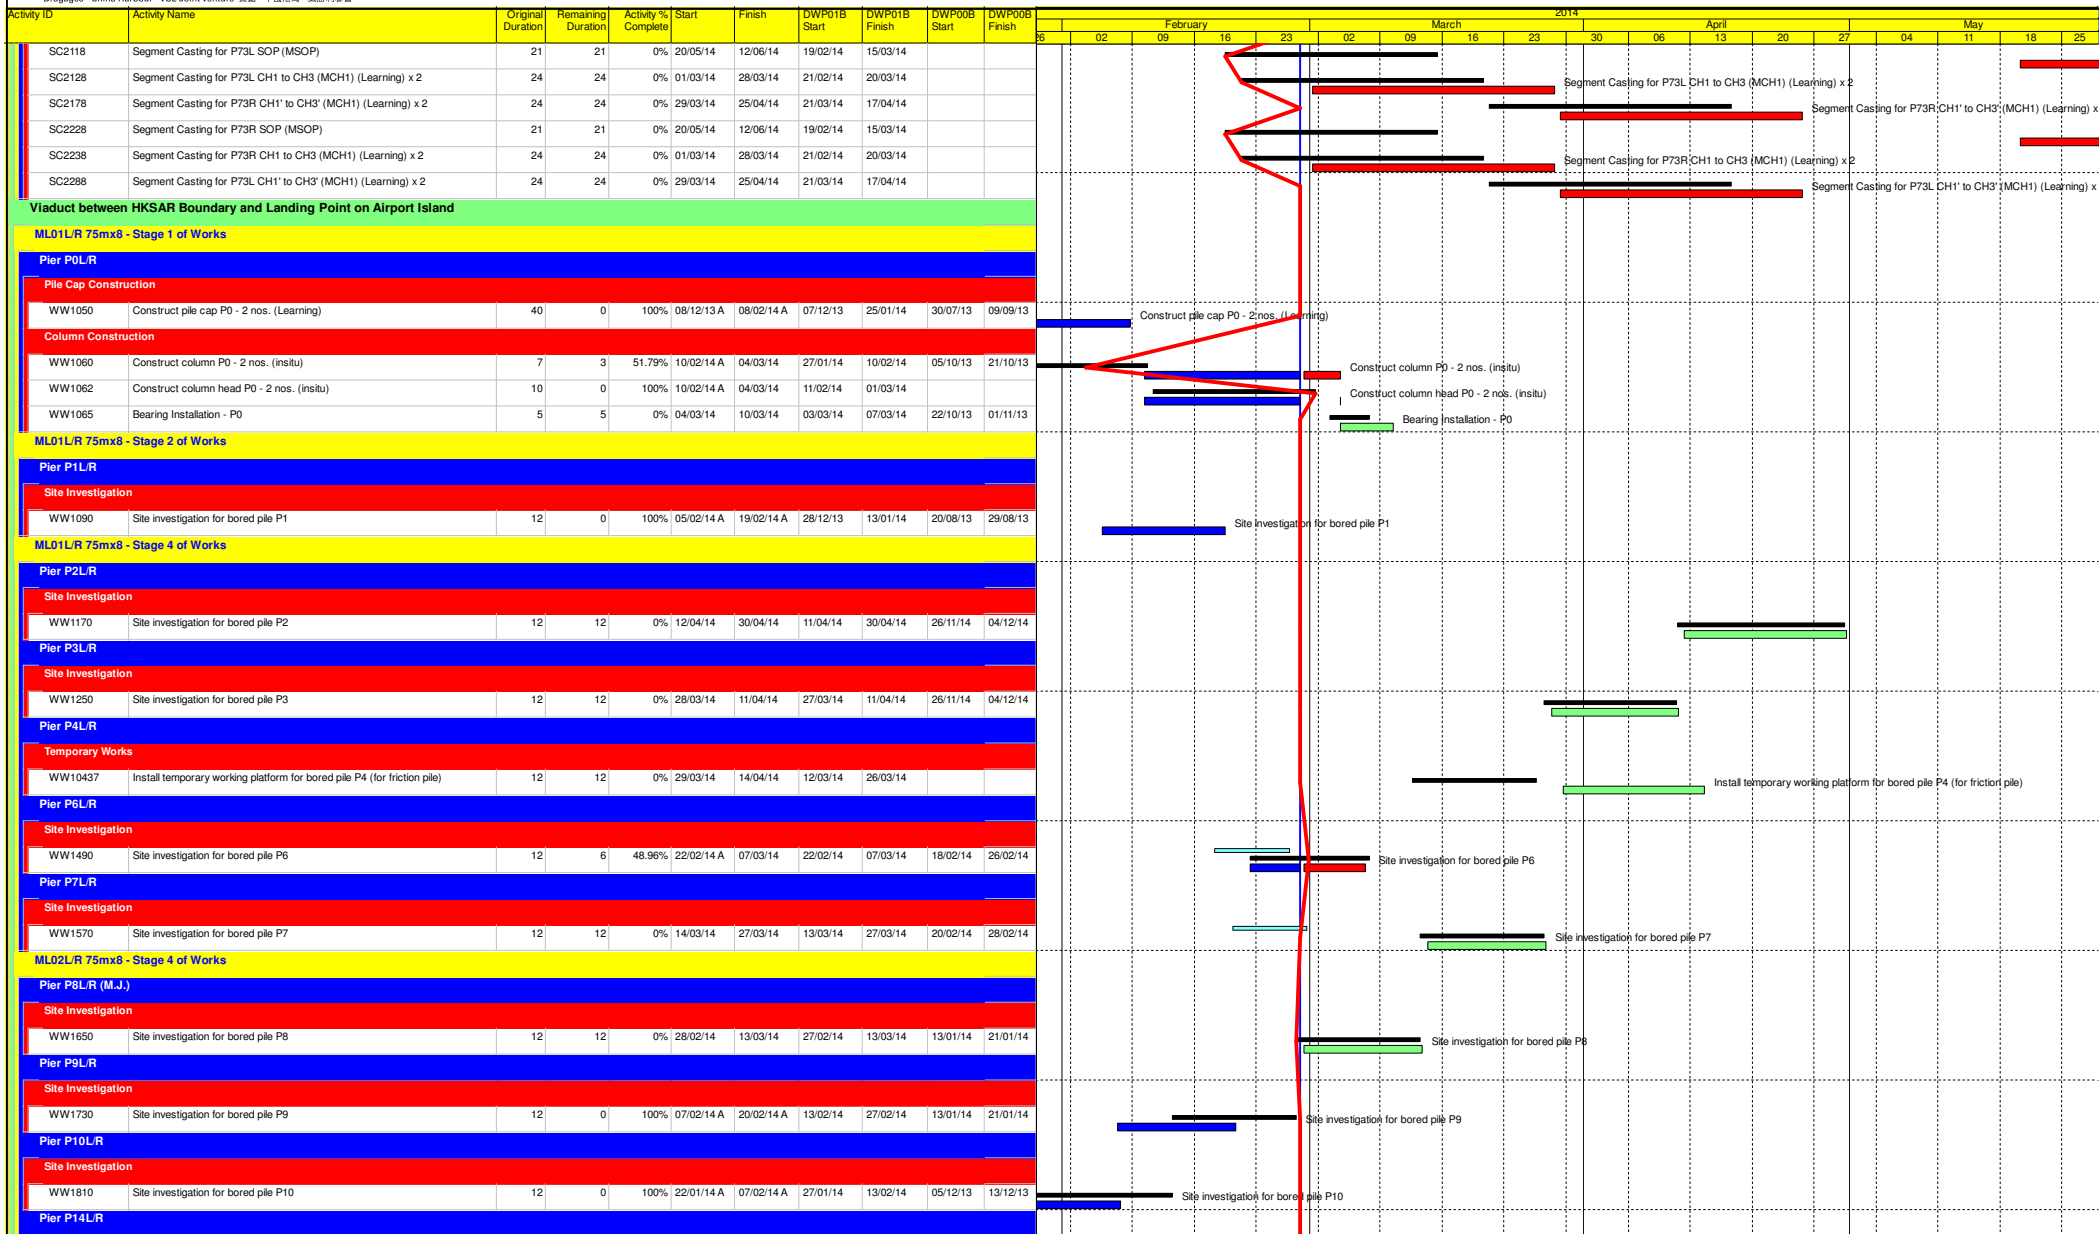 Activity ID Activity Name Original Duration Remaining Duration Activity % Complete Start Finish DWP01B Start DWP01B Finish DWP00B Start DWP00B Finish
2014
February March April May
26 02 09 16 23 02 09 16 23 30 06 13 20 27 04 11 18 25
SC2118 Segment Casting for P73L SOP (MSOP) 21 21 0% 20/05/14 12/06/14 19/02/14 15/03/14
SC2128 Segment Casting for P73L CH1 to CH3 (MCH1) (Learning) x 2 24 24 0% 01/03/14 28/03/14 21/02/14 20/03/14 Segment Casting for P73L CH1 to CH3 (MCH1) (Learning) x 2
SC2178 Segment Casting for P73R CH1' to CH3' (MCH1) (Learning) x 2 24 24 0% 29/03/14 25/04/14 21/03/14 17/04/14 Segment Casting for P73R CH1' to CH3' (MCH1) (Learning) x
SC2228 Segment Casting for P73R SOP (MSOP) 21 21 0% 20/05/14 12/06/14 19/02/14 15/03/14
SC2238 Segment Casting for P73R CH1 to CH3 (MCH1) (Learning) x 2 24 24 0% 01/03/14 28/03/14 21/02/14 20/03/14 Segment Casting for P73R CH1 to CH3 (MCH1) (Learning) x 2
SC2288 Segment Casting for P73L CH1' to CH3' (MCH1) (Learning) x 2 24 24 0% 29/03/14 25/04/14 21/03/14 17/04/14 Segment Casting for P73L CH1' to CH3' (MCH1) (Learning) x
Viaduct between HKSAR Boundary and Landing Point on Airport Island
ML01L/R 75mx8 - Stage 1 of Works
Pier P0L/R
Pile Cap Construction
WW1050 Construct pile cap P0 - 2 nos. (Learning) 40 0 100% 08/12/13 A 08/02/14 A 07/12/13 25/01/14 30/07/13 09/09/13 Construct pile cap P0 - 2 nos. (Learning)
Column Construction
WW1060 Construct column P0 - 2 nos. (insitu) 7 3 51.79% 10/02/14 A 04/03/14 27/01/14 10/02/14 05/10/13 21/10/13 Construct column P0 - 2 nos. (insitu)
WW1062 Construct column head P0 - 2 nos. (insitu) 10 0 100% 10/02/14 A 04/03/14 11/02/14 01/03/14 Construct column head P0 - 2 nos. (insitu)
WW1065 Bearing Installation - P0 5 5 0% 04/03/14 10/03/14 03/03/14 07/03/14 22/10/13 01/11/13 Bearing Installation - P0
ML01L/R 75mx8 - Stage 2 of Works
Pier P1L/R
Site Investigation
WW1090 Site investigation for bored pile P1 12 0 100% 05/02/14 A 19/02/14 A 28/12/13 13/01/14 20/08/13 29/08/13 Site investigation for bored pile P1
ML01L/R 75mx8 - Stage 4 of Works
Pier P2L/R
Site Investigation
WW1170 Site investigation for bored pile P2 12 12 0% 12/04/14 30/04/14 11/04/14 30/04/14 26/11/14 04/12/14
Pier P3L/R
Site Investigation
WW1250 Site investigation for bored pile P3 12 12 0% 28/03/14 11/04/14 27/03/14 11/04/14 26/11/14 04/12/14
Pier P4L/R
Temporary Works
WW10437 Install temporary working platform for bored pile P4 (for friction pile) 12 12 0% 29/03/14 14/04/14 12/03/14 26/03/14 Install temporary working platform for bored pile P4 (for friction pile)
Pier P6L/R
Site Investigation
WW1490 Site investigation for bored pile P6 12 6 48.96% 22/02/14 A 07/03/14 22/02/14 07/03/14 18/02/14 26/02/14 Site investigation for bored pile P6
Pier P7L/R
Site Investigation
WW1570 Site investigation for bored pile P7 12 12 0% 14/03/14 27/03/14 13/03/14 27/03/14 20/02/14 28/02/14 Site investigation for bored pile P7
ML02L/R 75mx8 - Stage 4 of Works
Pier P8L/R (M.J.)
Site Investigation
WW1650 Site investigation for bored pile P8 12 12 0% 28/02/14 13/03/14 27/02/14 13/03/14 13/01/14 21/01/14 Site investigation for bored pile P8
Pier P9L/R
Site Investigation
WW1730 Site investigation for bored pile P9 12 0 100% 07/02/14 A 20/02/14 A 13/02/14 27/02/14 13/01/14 21/01/14 Site investigation for bored pile P9
Pier P10L/R
Site Investigation
WW1810 Site investigation for bored pile P10 12 0 100% 22/01/14 A 07/02/14 A 27/01/14 13/02/14 05/12/13 13/12/13 Site investigation for bored pile P10
Pier P14L/R